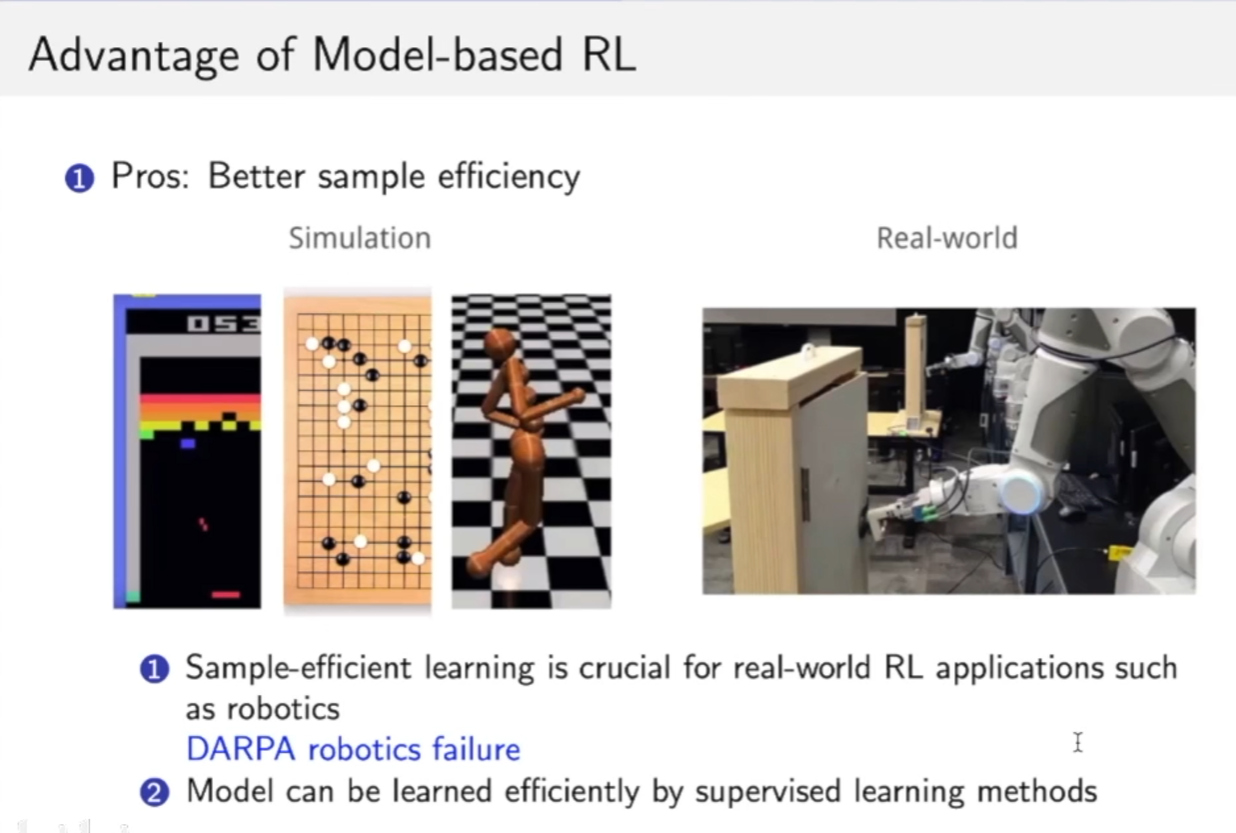 Advantage of Model-based RL
1 Pros: Better sample efficiency
Simulation
Real-world
053
1 Sample-efficient learning is crucial for real-world RL applications such
as robotics
DARPA robotics failure
2 Model can be learned efficiently by supervised learning methods